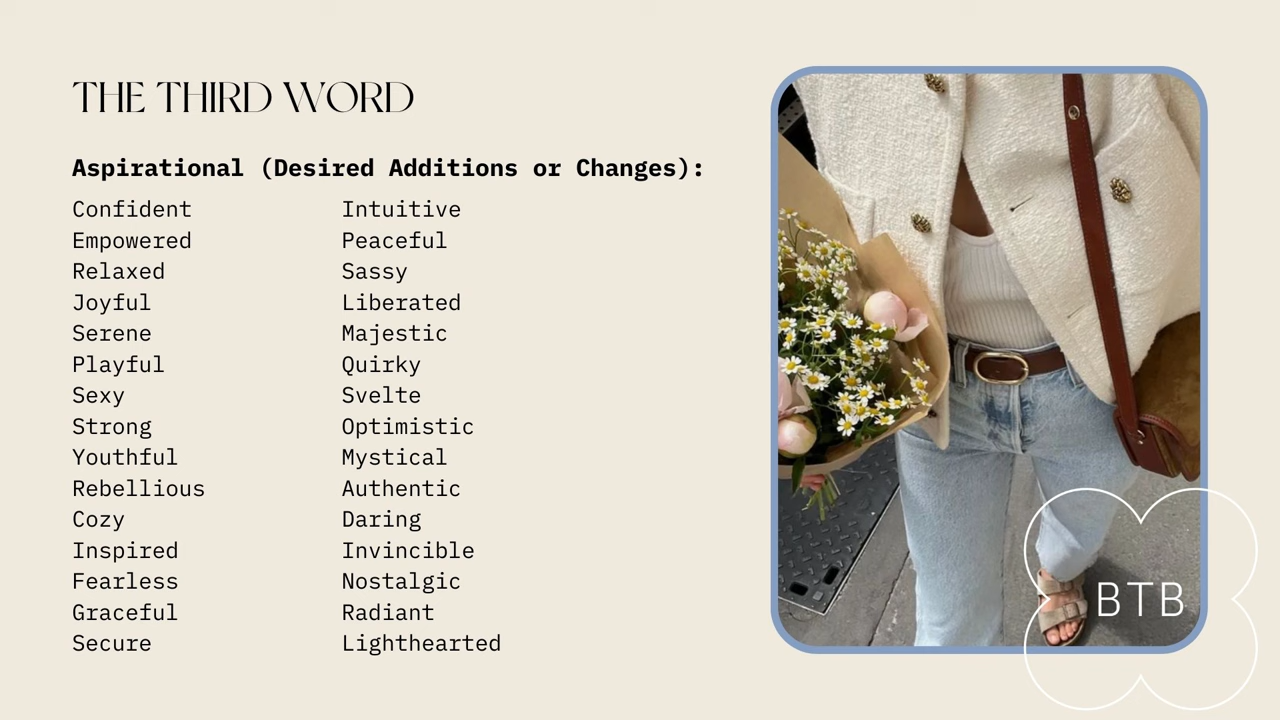 THE THIRD WORD
Aspirational (Desired Additions or Changes):
Confident
Empowered
Relaxed
Joyful
Serene
Playful
Sexy
Strong
Youthful
Rebellious
Cozy
Inspired
Fearless
Graceful
Secure
Intuitive
Peaceful
Sassy
Liberated
Majestic
Quirky
Svelte
Optimistic
Mystical
Authentic
Daring
Invincible
Nostalgic
Radiant
Lighthearted
BTB